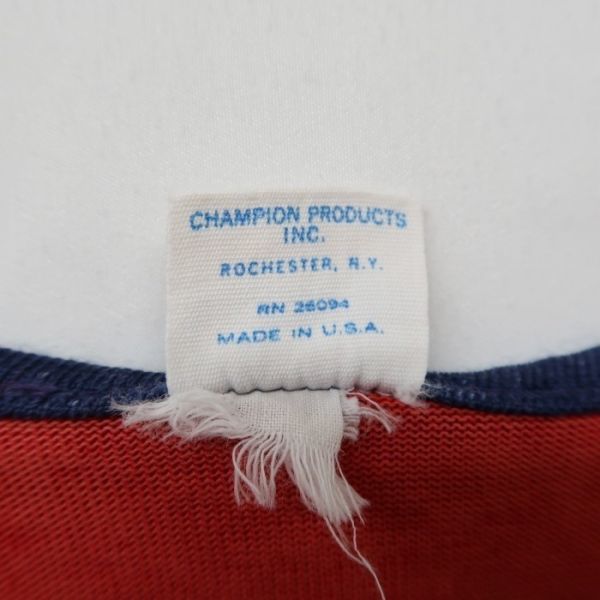 CHAMPION PRODUCTS
INC.
ROCHESTER, N.Y.
RN 26094
MADE IN U.S.A.